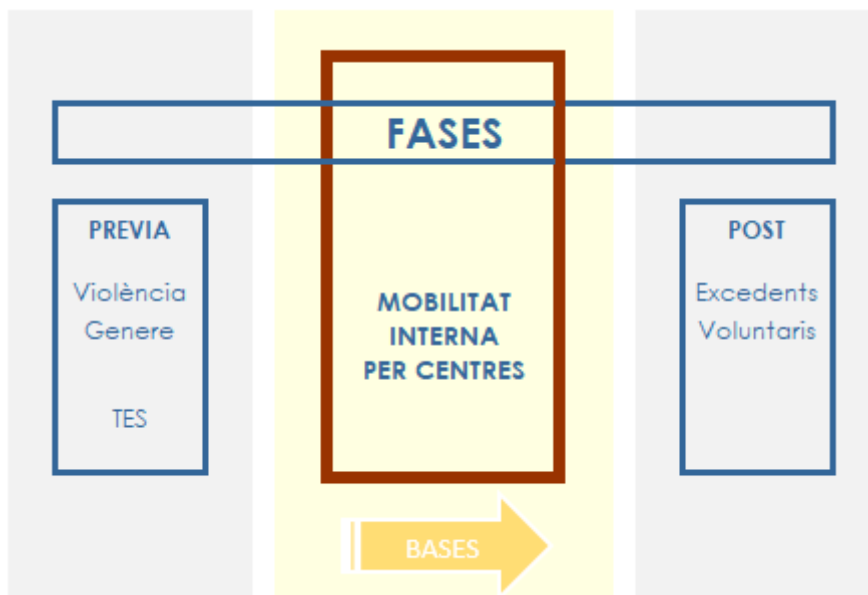 FASES
PREVIA
Violència
Genere
TES
MOBILITAT
INTERNA
PER CENTRES
POST
Excedents
Voluntaris
BASES